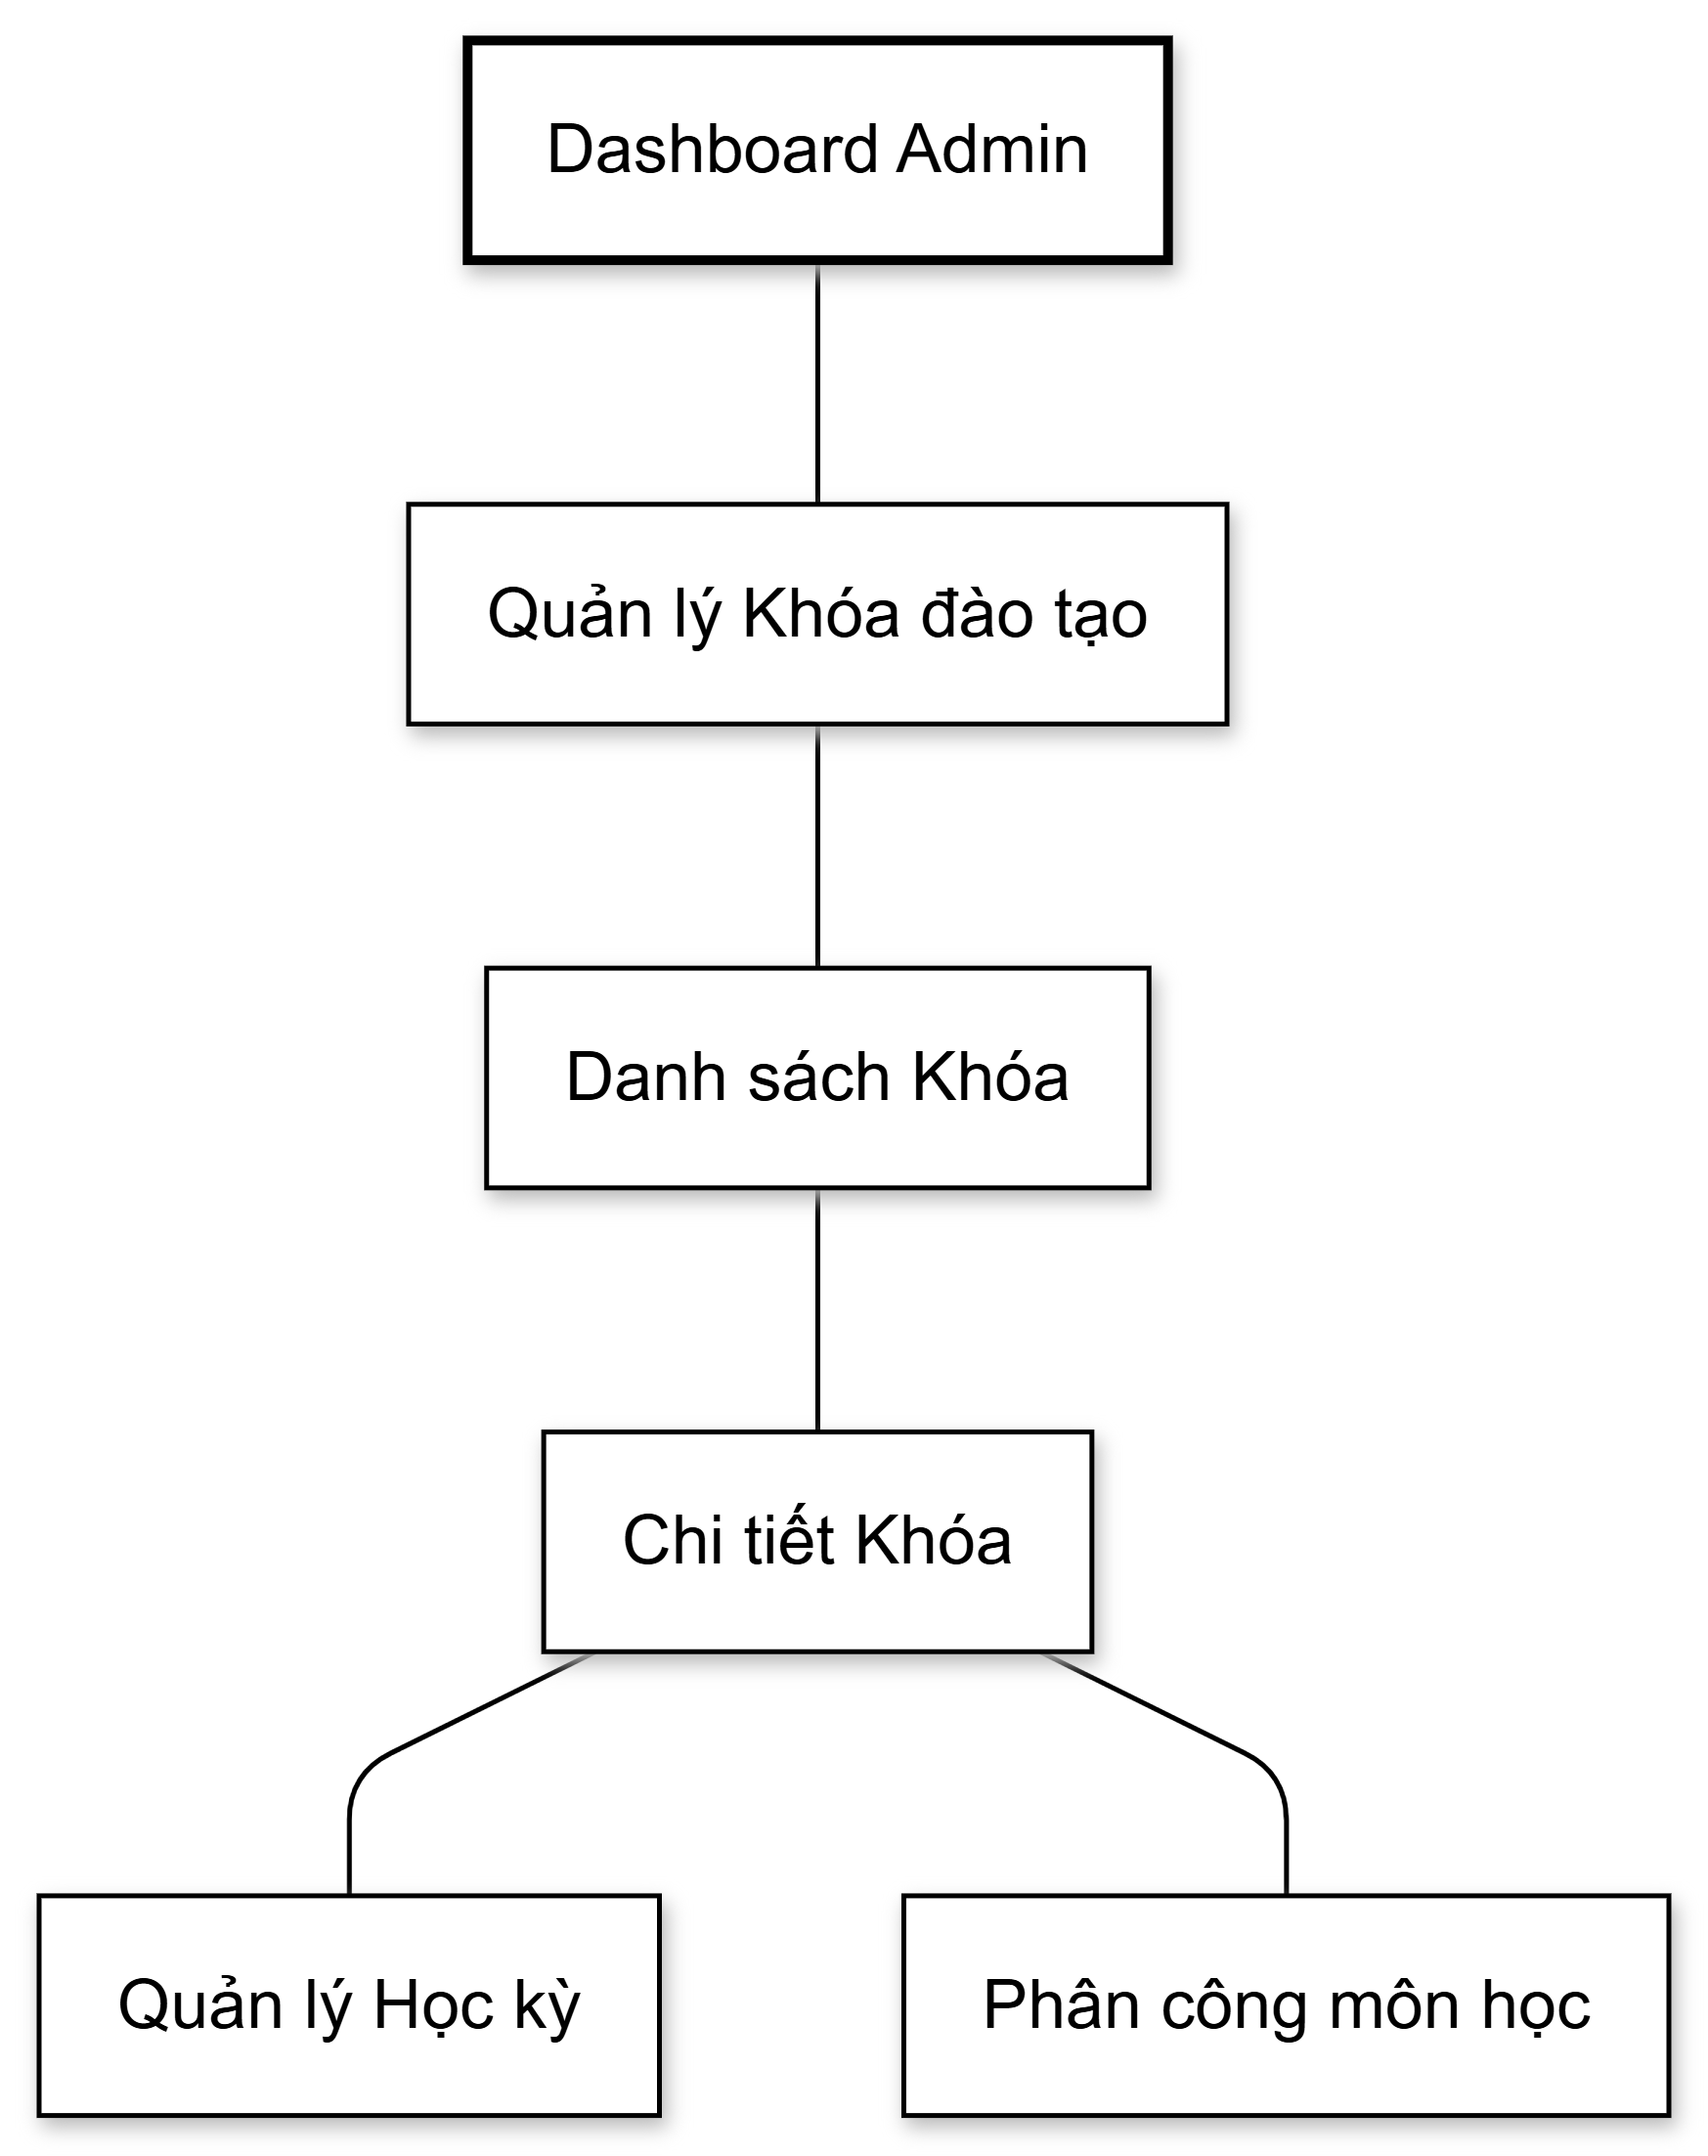 Dashboard Admin
Quản lý Khóa đào tạo
Danh sách Khóa
Chi tiết Khóa
Quản lý Học kỳ
Phân công môn học